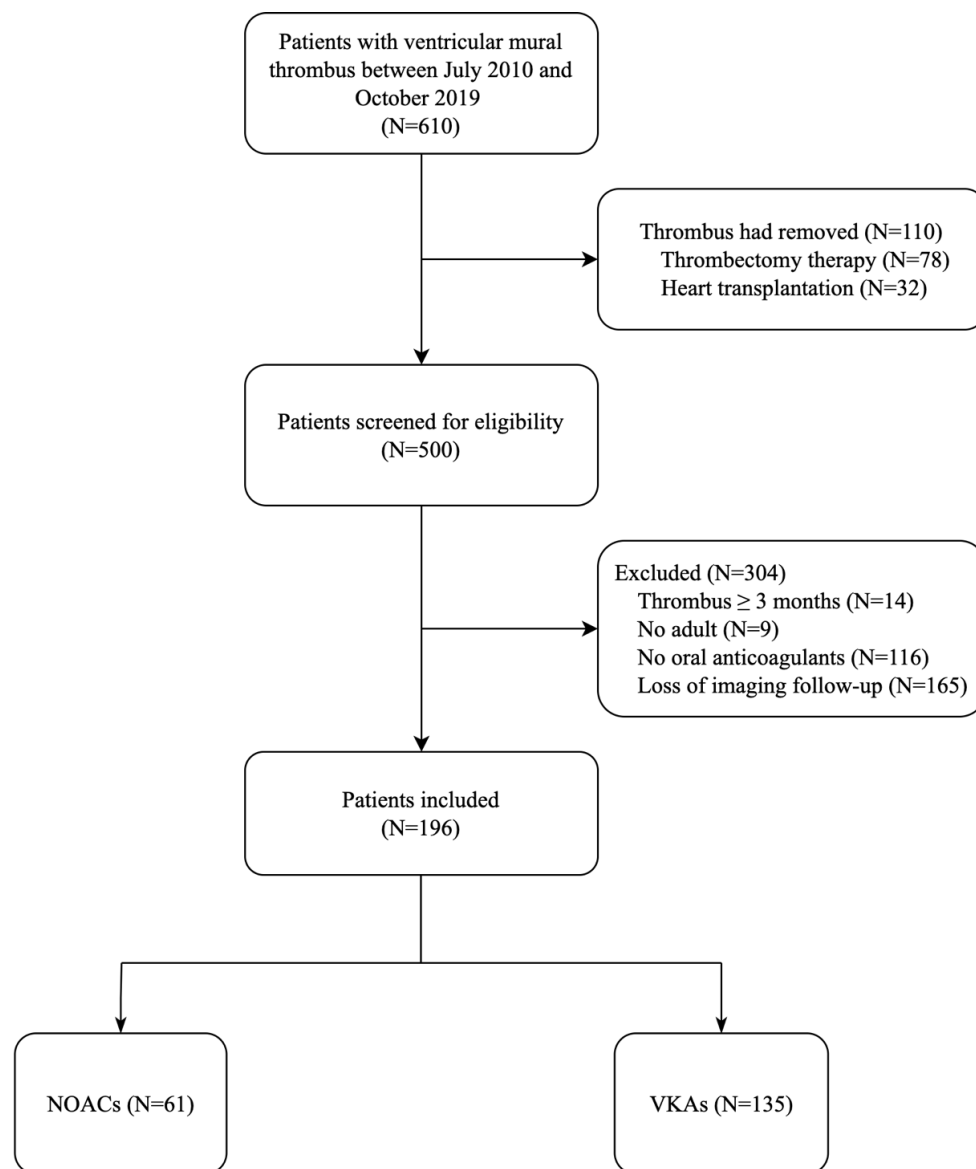 Patients with ventricular mural
thrombus between July 2010 and
October 2019
(N=610)
Thrombus had removed (N=110)
Thrombectomy therapy (N=78)
Heart transplantation (N=32)
Patients screened for eligibility
(N=500)
Excluded (N=304)
Thrombus ≥ 3 months (N=14)
No adult (N=9)
No oral anticoagulants (N=116)
Loss of imaging follow-up (N=165)
Patients included
(N=196)
NOACs (N=61)
VKAs (N=135)